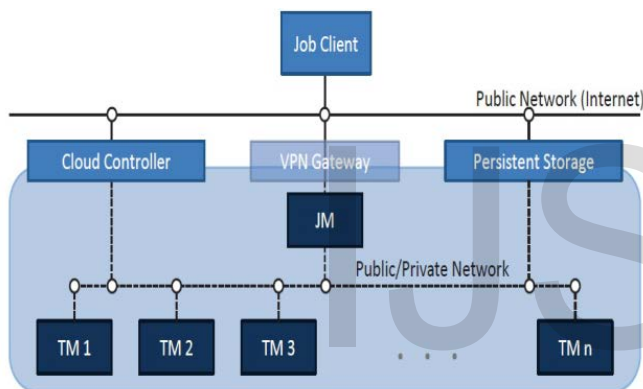 Job Client
Public Network (Internet)
Cloud Controller
VPN Gateway
Persistent Storage
JM
Public/Private Network
TM 1
TM 2
TM 3
. . .
TM n
IJS